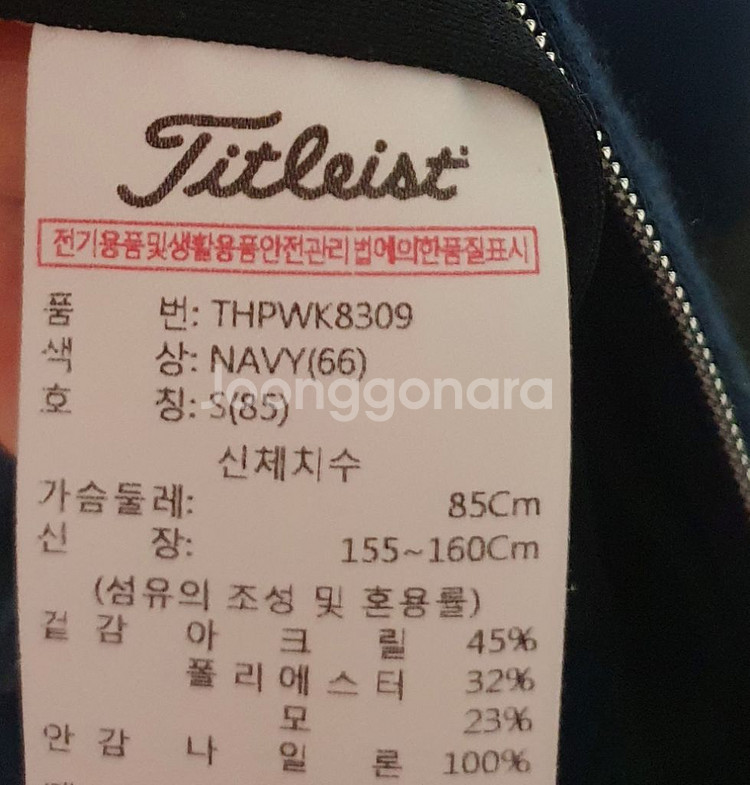 Titleist
전기용품및생활용품안전관리법에의한품질표시
품 번: THPWK8309
색 상: NAVY(66)
호 칭: S(85)
Joonggonara
신체치수
가슴둘레: 85Cm
신 장: 155~160Cm
(섬유의 조성 및 혼용률)
겉 감 아 크 릴 45%
폴 리 에 스 터 32%
모 23%
안 감 나 일 론 100%